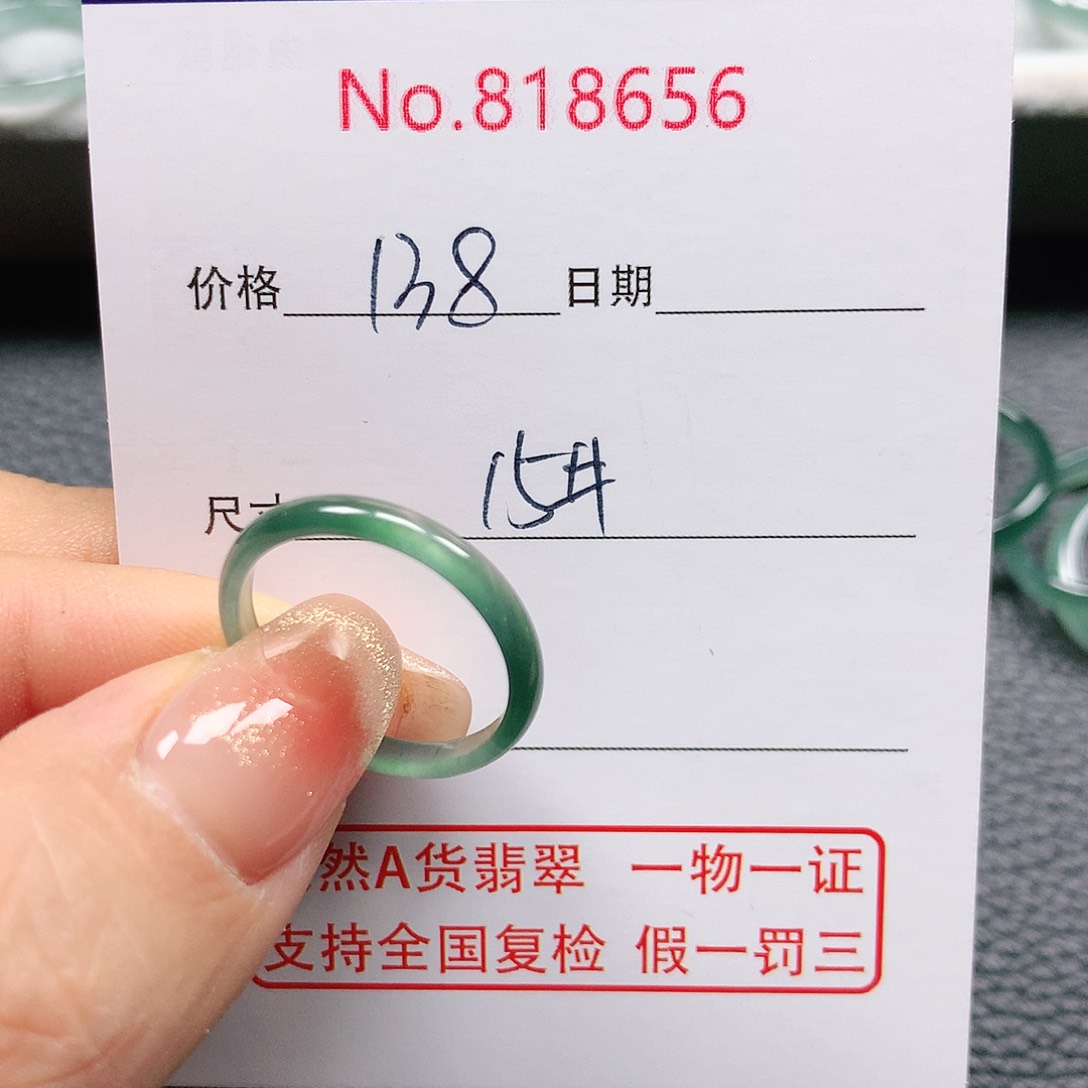 No.818656
价格 138 日期
尺寸 15#
然A货翡翠 一物一证
支持全国复检 假一罚三